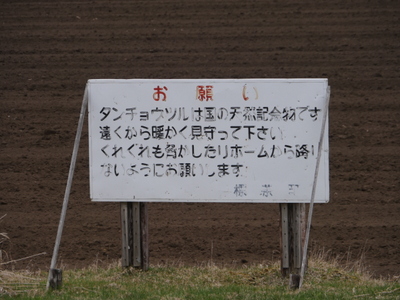 お願い
タンチョウヅルは国の天然記念物です
遠くから暖かく見守って下さい
くれぐれも脅かしたりホームから降り
ないようにお願いします
標茶町